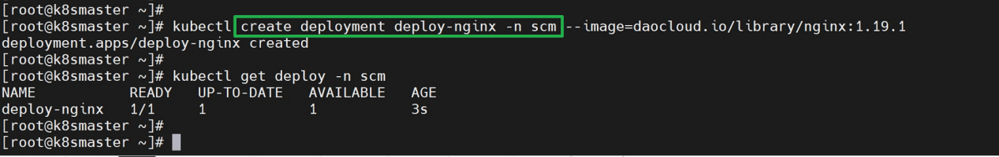 [root@k8smaster ~]#
[root@k8smaster ~]# kubectl create deployment deploy-nginx -n scm --image=daocloud.io/library/nginx:1.19.1
deployment.apps/deploy-nginx created
[root@k8smaster ~]#
[root@k8smaster ~]# kubectl get deploy -n scm
NAME           READY   UP-TO-DATE   AVAILABLE   AGE
deploy-nginx   1/1     1            1           3s
[root@k8smaster ~]#
[root@k8smaster ~]#